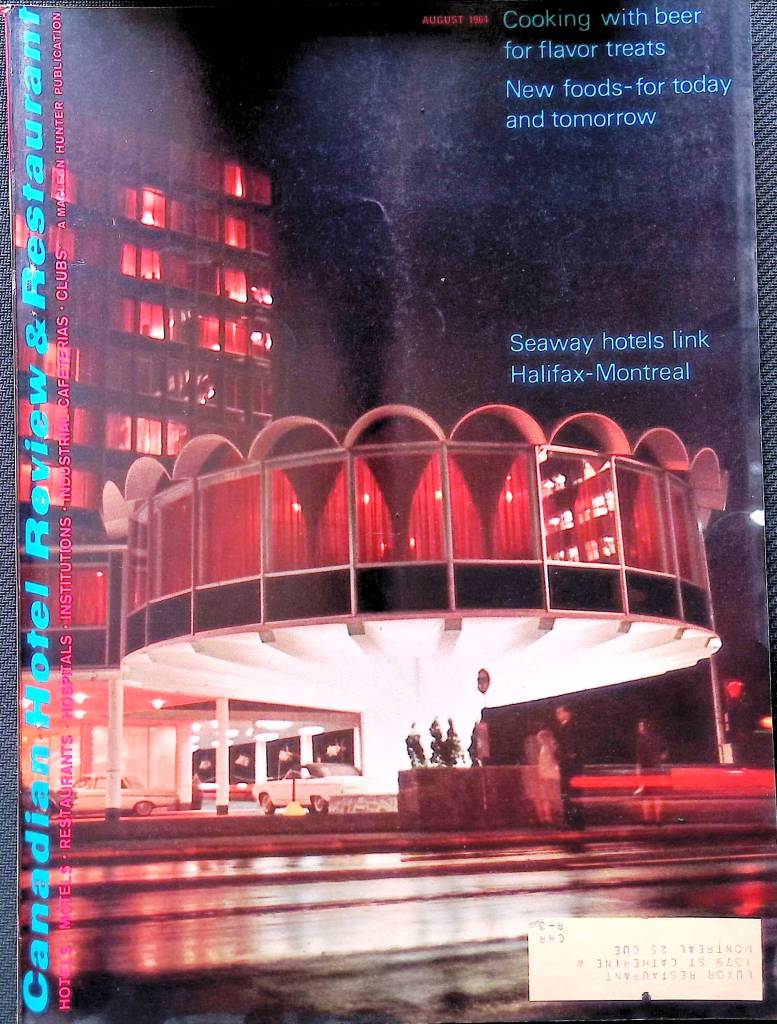 AUGUST 1964
Cooking with beer
for flavor treats
New foods-for today
and tomorrow
Seaway hotels link
Halifax-Montreal
Canadian Hotel Review & Restaurant
HOTELS · MOTELS · RESTAURANTS · HOSPITALS · INSTITUTIONS · INDUSTRIAL CAFETERIAS · CLUBS · A MACLEAN HUNTER PUBLICATION
LUXOR RESTAURANT
1379 ST CATHERINE W
MONTREAL 25 QUE
CHR